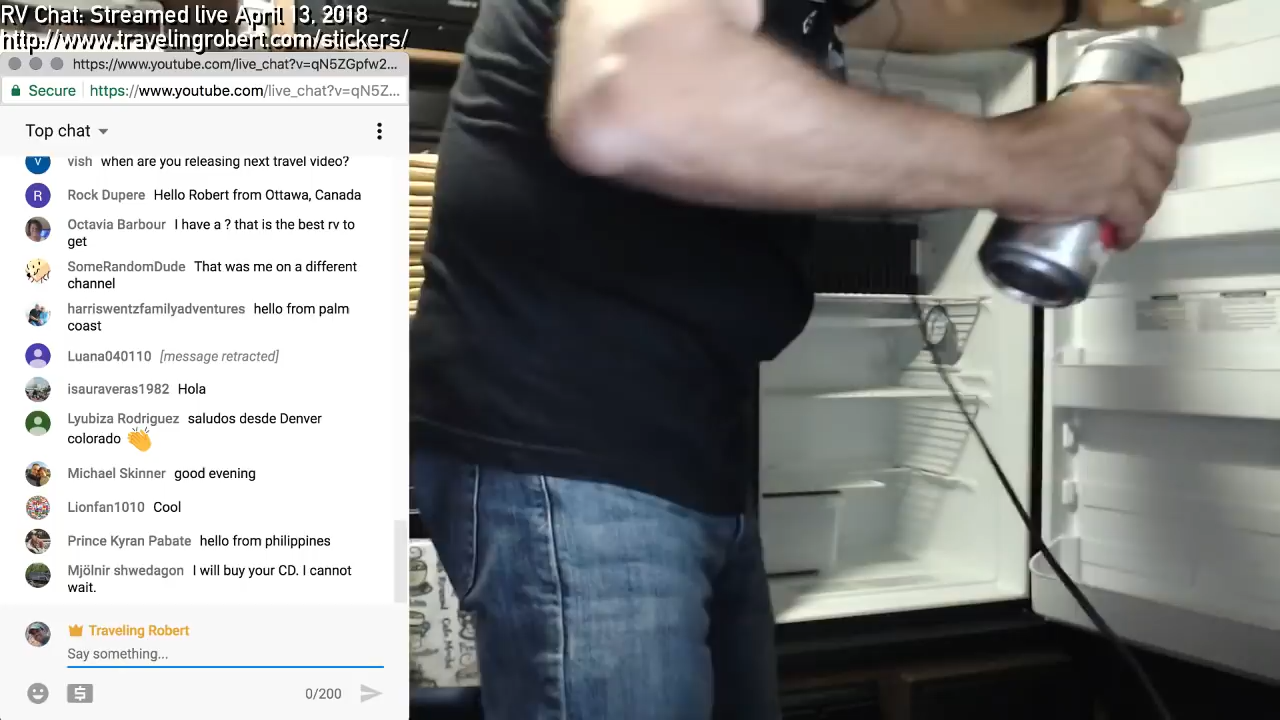 RV Chat: Streamed live April 13, 2018
http://www.travelingrobert.com/stickers/
https://www.youtube.com/live_chat?v=qN5ZGpfw2...
Secure https://www.youtube.com/live_chat?v=qN5Z...
Top chat
V vish when are you releasing next travel video?
R Rock Dupere Hello Robert from Ottawa, Canada
Octavia Barbour I have a ? that is the best rv to
get
SomeRandomDude That was me on a different
channel
harriswentzfamilyadventures hello from palm
coast
Luana040110 [message retracted]
isauraveras1982 Hola
Lyubiza Rodriguez saludos desde Denver
colorado
Michael Skinner good evening
Lionfan1010 Cool
Prince Kyran Pabate hello from philippines
Mjölnir shwedagon I will buy your CD. I cannot
wait.
Traveling Robert
Say something...
0/200